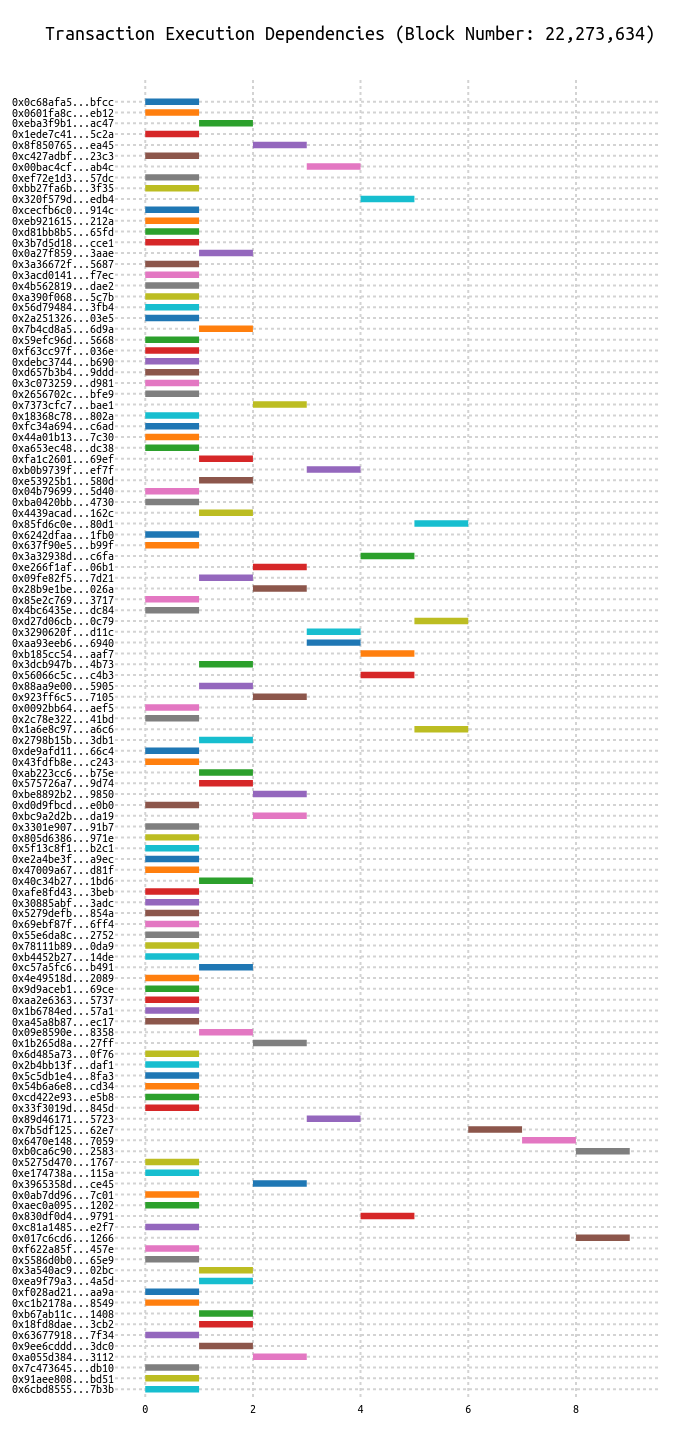 Transaction Execution Dependencies (Block Number: 22,273,634)
0x0c68afa5...bfcc
0x0601fa8c...eb12
0xeba3f9b1...ac47
0x1ede7c41...5c2a
0x8f850765...ea45
0xc427adbf...23c3
0x00bac4cf...ab4c
0xef72e1d3...57dc
0xbb27fa6b...3f35
0x320f579d...edb4
0xcecfb6c0...914c
0xeb921615...212a
0xd81bb8b5...65fd
0x3b7d5d18...cce1
0x0a27f859...3aae
0x3a36672f...5687
0x3acd0141...f7ec
0x4b562819...dae2
0xa390f068...5c7b
0x56d79484...3fb4
0x2a251326...03e5
0x7b4cd8a5...6d9a
0x59efc96d...5668
0xf63cc97f...036e
0xdebc3744...b690
0xd657b3b4...9ddd
0x3c073259...d981
0x2656702c...bfe9
0x7373cfc7...bae1
0x18368c78...802a
0xfc34a694...c6ad
0x44a01b13...7c30
0xa653ec48...dc38
0xfa1c2601...69ef
0xb0b9739f...ef7f
0xe53925b1...580d
0x04b79699...5d40
0xba0420bb...4730
0x4439acad...162c
0x85fd6c0e...80d1
0x6242dfaa...1fb0
0x637f90e5...b99f
0x3a32938d...c6fa
0xe266f1af...06b1
0x09fe82f5...7d21
0x28b9e1be...026a
0x85e2c769...3717
0x4bc6435e...dc84
0xd27d06cb...0c79
0x3290620f...d11c
0xaa93eeb6...6940
0xb185cc54...aaf7
0x3dcb947b...4b73
0x56066c5c...c4b3
0x88aa9e00...5905
0x923ff6c5...7105
0x0092bb64...aef5
0x2c78e322...41bd
0x1a6e8c97...a6c6
0x2798b15b...3db1
0xde9afd11...66c4
0x43fdfb8e...c243
0xab223cc6...b75e
0x575726a7...9d74
0xbe8892b2...9850
0xd0d9fbcd...e0b0
0xbc9a2d2b...da19
0x3301e907...91b7
0x805d6386...971e
0x5f13c8f1...b2c1
0xe2a4be3f...a9ec
0x47009a67...d81f
0x40c34b27...1bd6
0xafe8fd43...3beb
0x30885abf...3adc
0x5279defb...854a
0x69ebf87f...6ff4
0x55e6da8c...2752
0x78111b89...0da9
0xb4452b27...14de
0xc57a5fc6...b491
0x4e49518d...2089
0x9d9aceb1...69ce
0xaa2e6363...5737
0x1b6784ed...57a1
0xa45a8b87...ec17
0x09e8590e...8358
0x1b265d8a...27ff
0x6d485a73...0f76
0x2b4bb13f...daf1
0x5c5db1e4...8fa3
0x54b6a6e8...cd34
0xcd422e93...e5b8
0x33f3019d...845d
0x89d46171...5723
0x7b5df125...62e7
0x6470e148...7059
0xb0ca6c90...2583
0x5275d470...1767
0xe174738a...115a
0x3965358d...ce45
0x0ab7dd96...7c01
0xaec0a095...1202
0x830df0d4...9791
0xc81a1485...e2f7
0x017c6cd6...1266
0xf622a85f...457e
0x5586d0b0...65e9
0x3a540ac9...02bc
0xea9f79a3...4a5d
0xf028ad21...aa9a
0xc1b2178a...8549
0xb67ab11c...1408
0x18fd8dae...3cb2
0x63677918...7f34
0x9ee6cddd...3dc0
0xa055d384...3112
0x7c473645...db10
0x91aee808...bd51
0x6cbd8555...7b3b
0 2 4 6 8